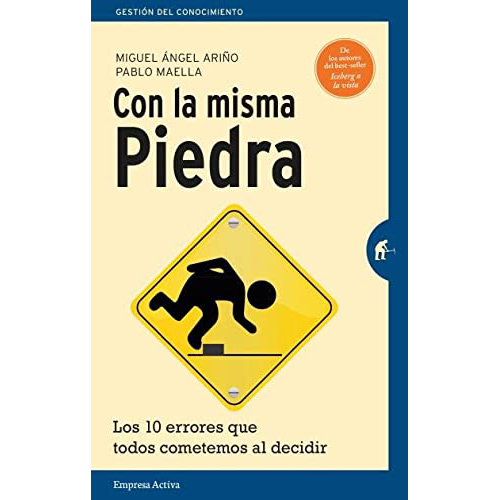 GESTIÓN DEL CONOCIMIENTO
MIGUEL ÁNGEL ARIÑO
PABLO MAELLA
De
los autores
del best-seller
Iceberg a
la vista
Con la misma
Piedra
Los 10 errores que
todos cometemos al decidir
Empresa Activa